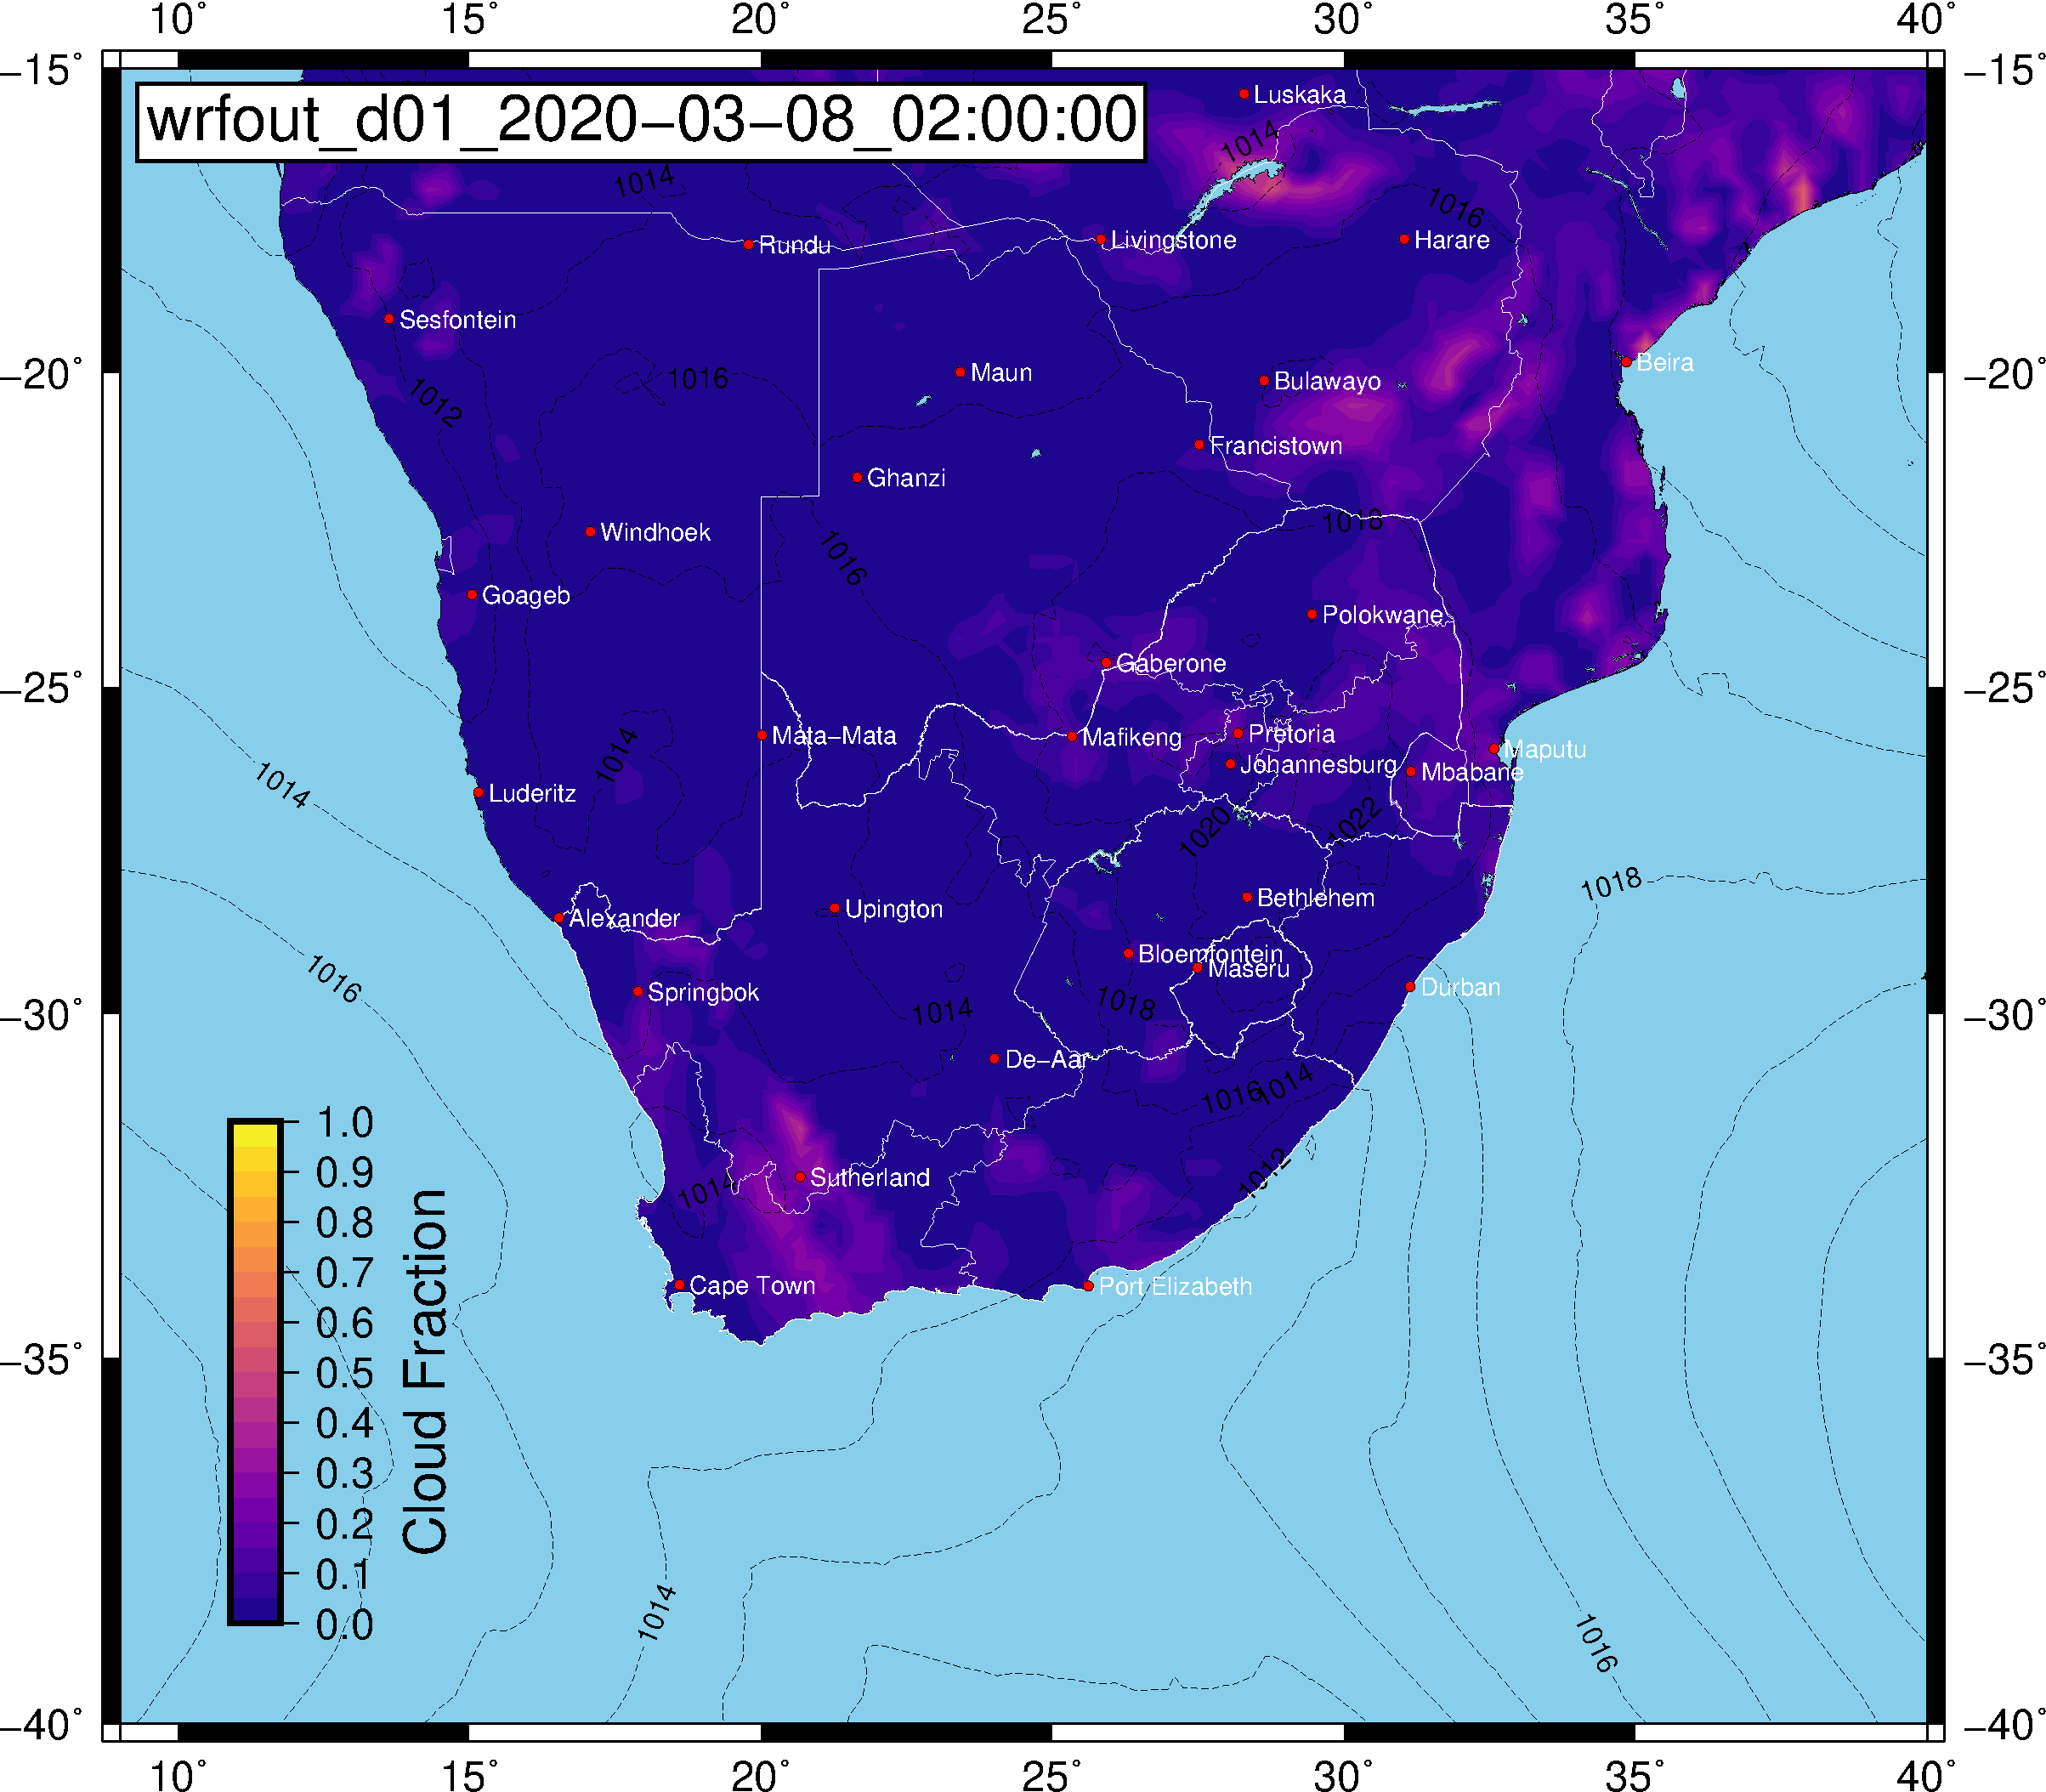 10° 15° 20° 25° 30° 35° 40°
−15° −15°
wrfout_d01_2020−03−08_02:00:00
Luskaka
1014
1014
1016
Rundu
Livingstone
Harare
Sesfontein
−20° −20°
Beira
Maun
1016
Bulawayo
1012
Francistown
Ghanzi
1018
Windhoek
1016
Goageb
Polokwane
Gaberone
−25° −25°
Mata−Mata
Mafikeng
Pretoria
Maputu
1014
Johannesburg
Mbabane
1014
Luderitz
1020
1022
1018
Bethlehem
Upington
Alexander
Bloemfontein
Maseru
1016
Springbok
Durban
1018
1014
−30° −30°
De−Aar
1016
1014
1012
Sutherland
1014
Cape Town
Port Elizabeth
1.0
0.9
0.8
0.7
0.6
0.5
0.4
0.3
0.2
0.1
0.0
Cloud Fraction
−35° −35°
1014
1016
−40° −40°
10° 15° 20° 25° 30° 35° 40°